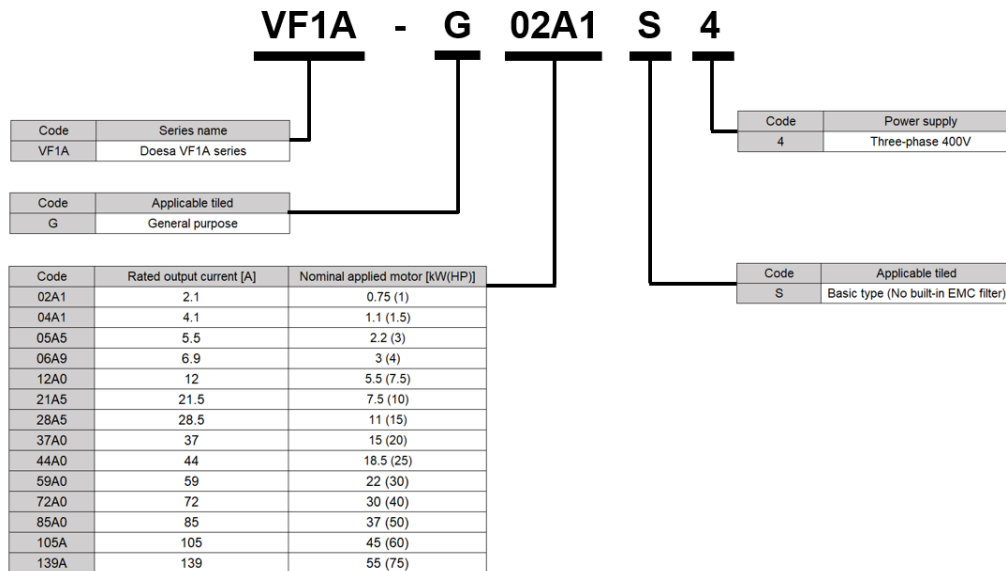 VF1A - G 02A1 S 4
Code Series name
VF1A Doesa VF1A series
Code Power supply
4 Three-phase 400V
Code Applicable tiled
G General purpose
Code Rated output current [A] Nominal applied motor [kW(HP)]
02A1 2.1 0.75 (1)
04A1 4.1 1.1 (1.5)
05A5 5.5 2.2 (3)
06A9 6.9 3 (4)
12A0 12 5.5 (7.5)
21A5 21.5 7.5 (10)
28A5 28.5 11 (15)
37A0 37 15 (20)
44A0 44 18.5 (25)
59A0 59 22 (30)
72A0 72 30 (40)
85A0 85 37 (50)
105A 105 45 (60)
139A 139 55 (75)
Code Applicable tiled
S Basic type (No built-in EMC filter)